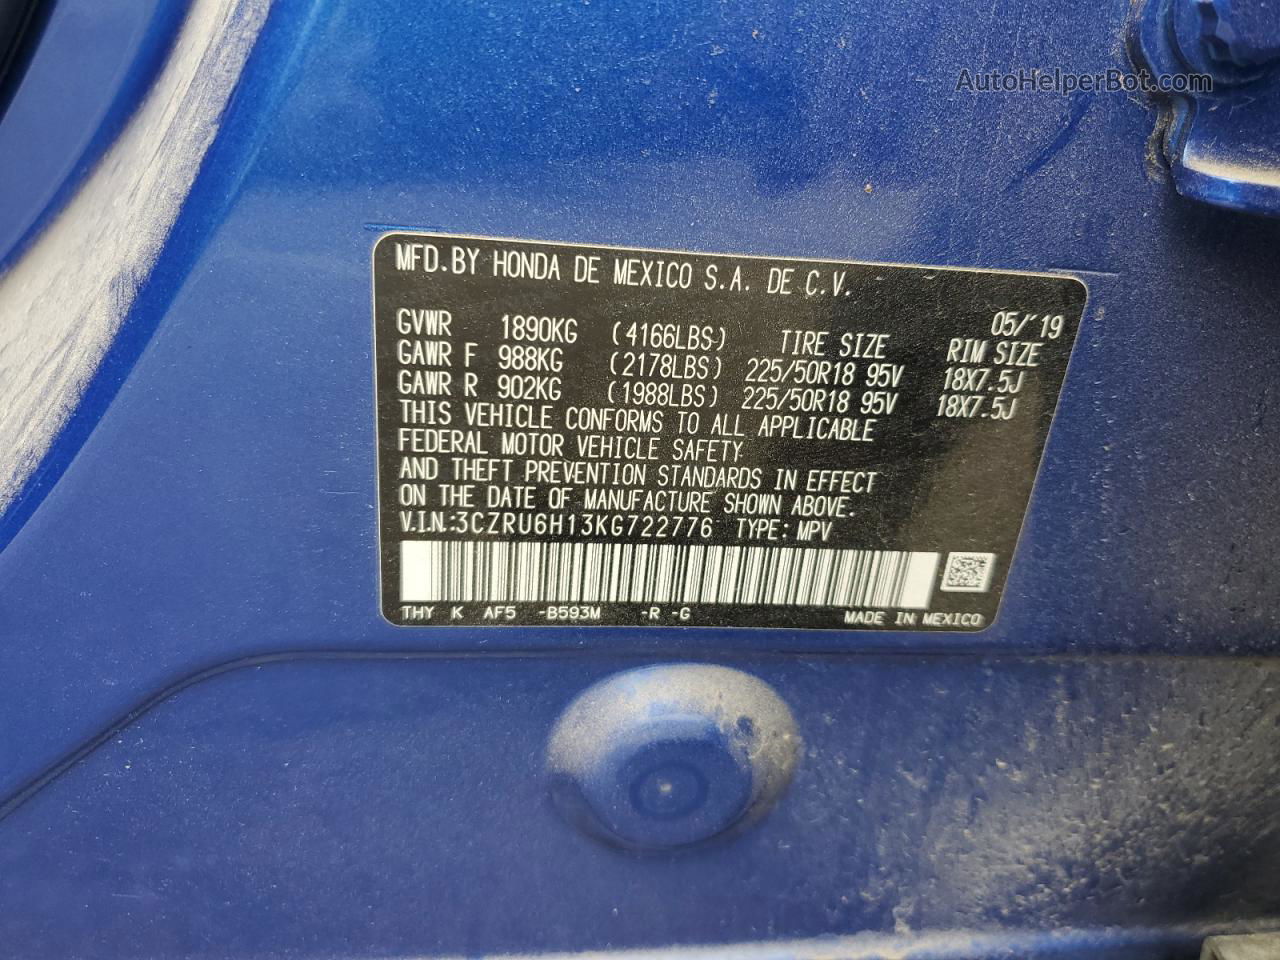 AutoHelperBot.com
MFD.BY HONDA DE MEXICO S.A. DE C.V.
05/'19
GVWR 1890KG (4166LBS) TIRE SIZE RIM SIZE
GAWR F 988KG (2178LBS) 225/50R18 95V 18X7.5J
GAWR R 902KG (1988LBS) 225/50R18 95V 18X7.5J
THIS VEHICLE CONFORMS TO ALL APPLICABLE
FEDERAL MOTOR VEHICLE SAFETY
AND THEFT PREVENTION STANDARDS IN EFFECT
ON THE DATE OF MANUFACTURE SHOWN ABOVE.
V.I.N.:3CZRU6H13KG722776 TYPE: MPV
THY K AF5 -B593M -R -G MADE IN MEXICO